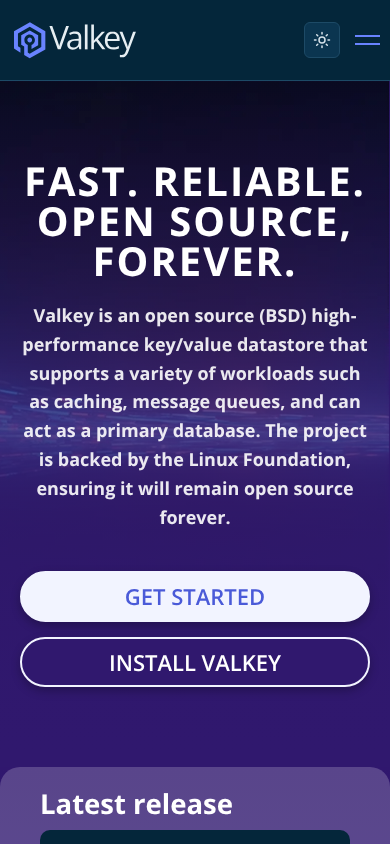 Valkey
FAST. RELIABLE.
OPEN SOURCE,
FOREVER.
Valkey is an open source (BSD) high-
performance key/value datastore that
supports a variety of workloads such
as caching, message queues, and can
act as a primary database. The project
is backed by the Linux Foundation,
ensuring it will remain open source
forever.
GET STARTED
INSTALL VALKEY
Latest release